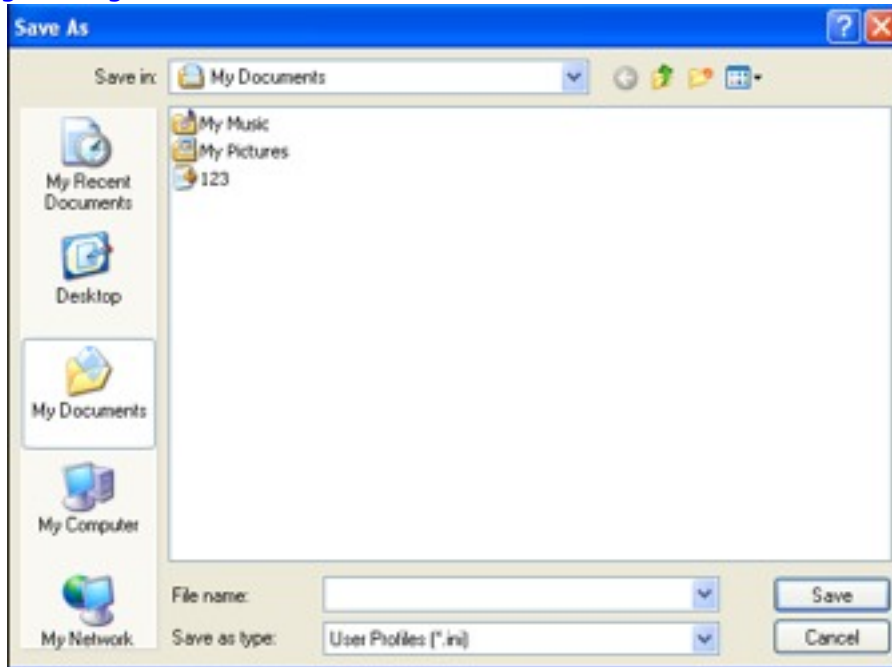 Save As
Save in:
My Documents
My Music
My Pictures
123
My Recent
Documents
Desktop
My Documents
My Computer
My Network
File name:
Save
Save as type:
User Profiles (*.ini)
Cancel